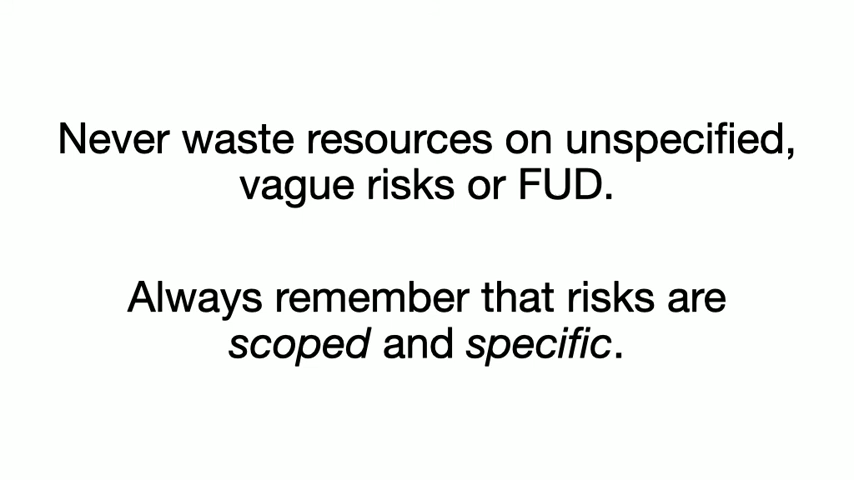 Never waste resources on unspecified,
vague risks or FUD.
Always remember that risks are
scoped and specific.